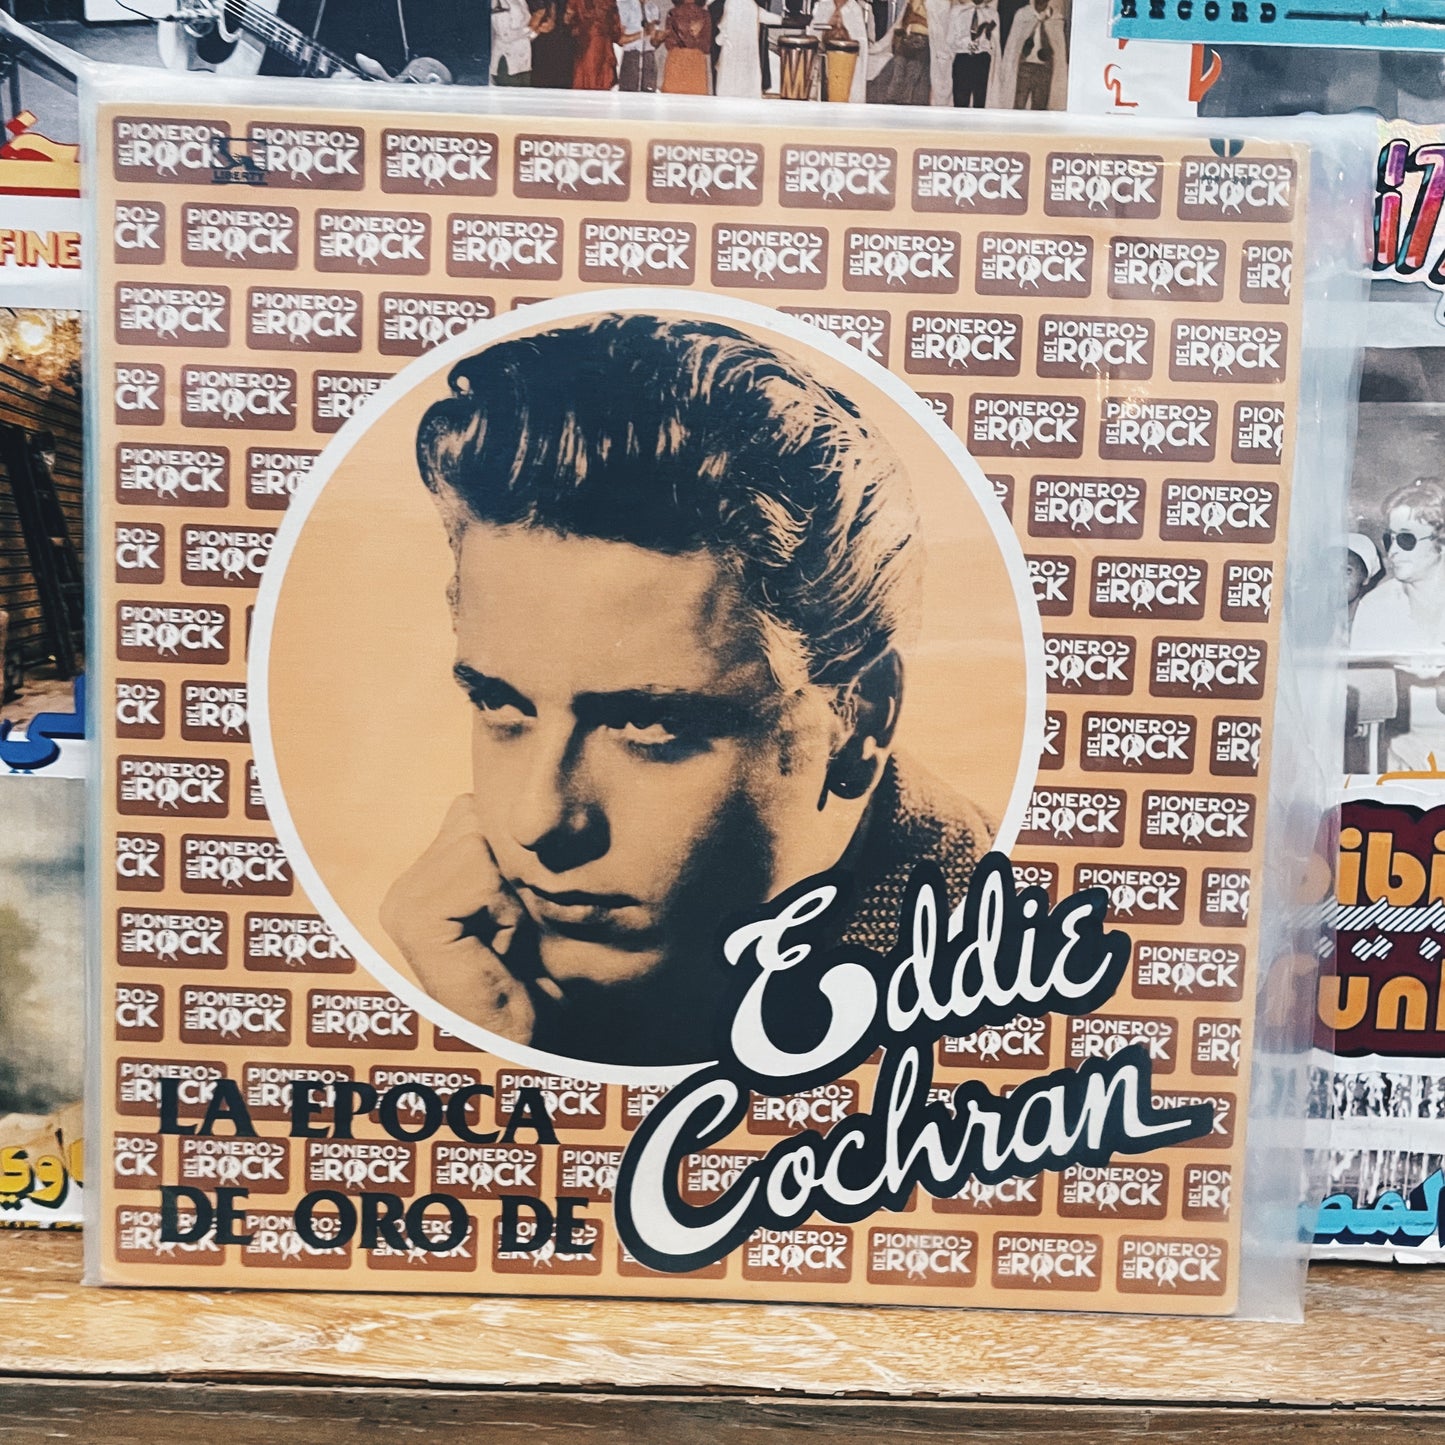 RECORD
FINE
LIBERTY
PIONEROS
DEL ROCK
Eddie
Cochran
LA EPOCA
DE ORO DE